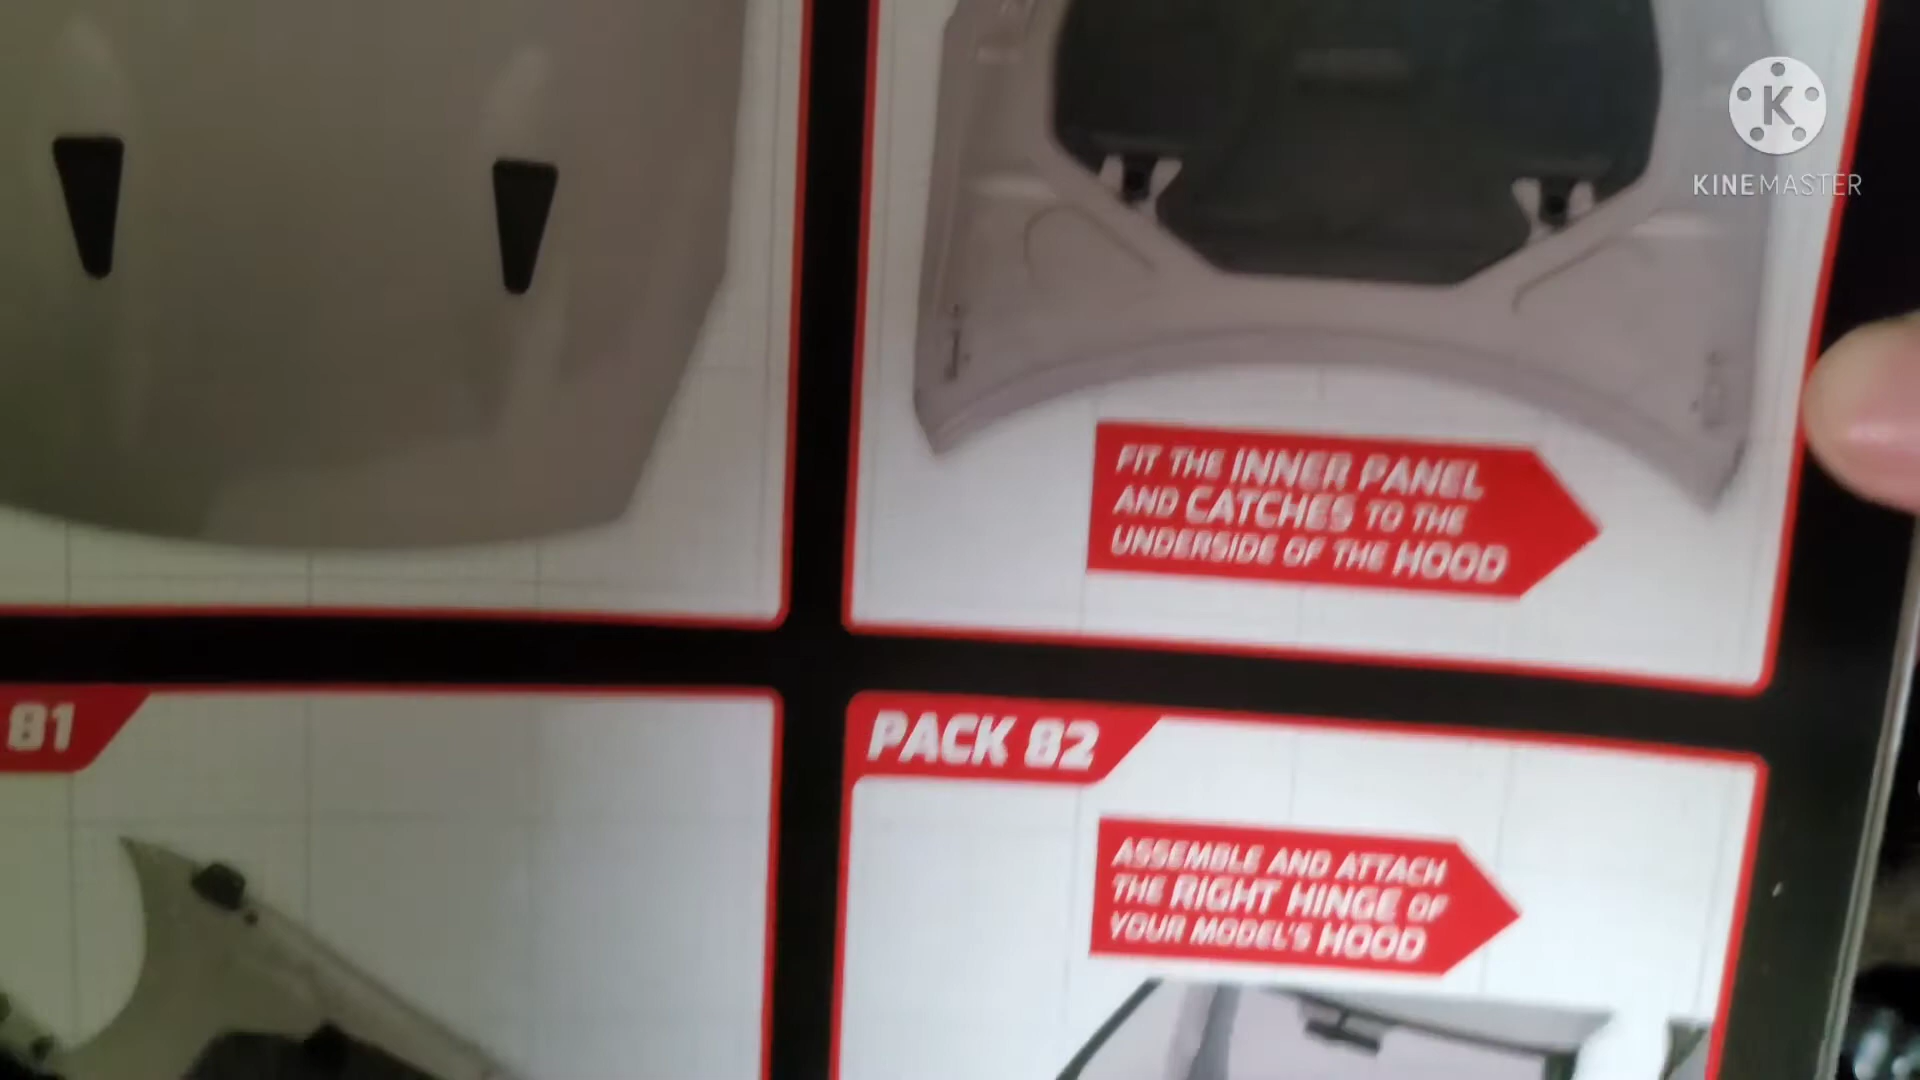 K
KINEMASTER
FIT THE INNER PANEL
AND CATCHES TO THE
UNDERSIDE OF THE HOOD
81
PACK 82
ASSEMBLE AND ATTACH
THE RIGHT HINGE OF
YOUR MODEL'S HOOD